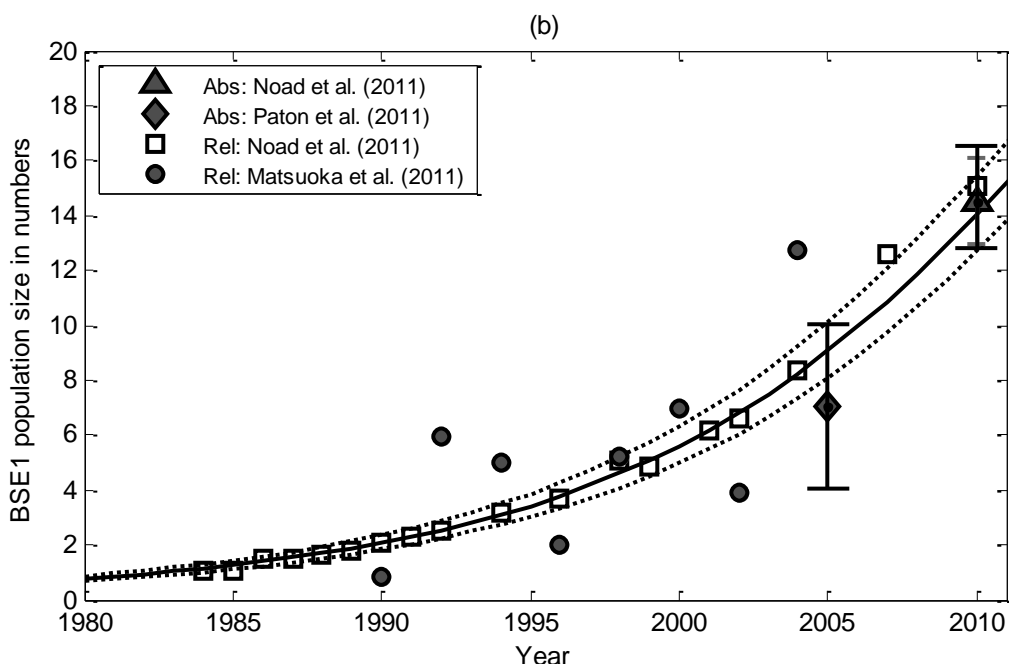 (b)
20
18
16
14
12
10
8
6
4
2
0
BSE1 population size in numbers
Abs: Noad et al. (2011)
Abs: Paton et al. (2011)
Rel: Noad et al. (2011)
Rel: Matsuoka et al. (2011)
1980 1985 1990 1995 2000 2005 2010
Year